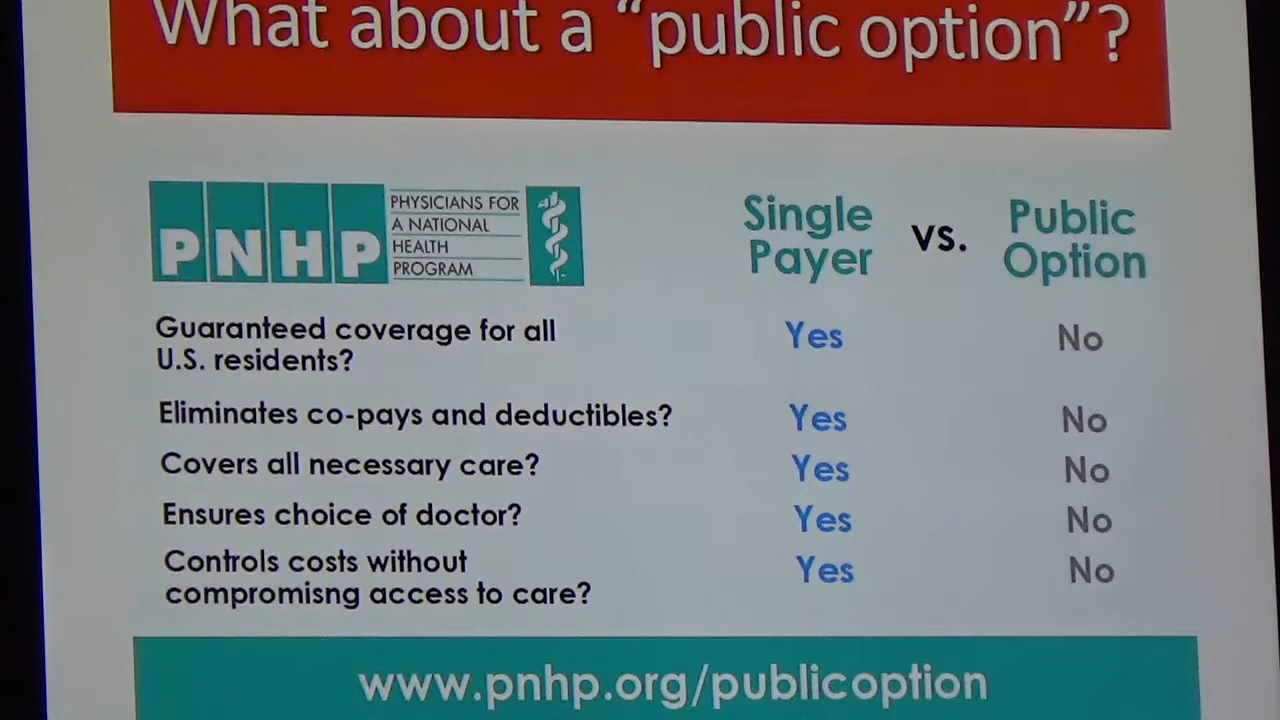 What about a “public option”?
PNHP
PHYSICIANS FOR
A NATIONAL
HEALTH
PROGRAM
Single
Payer
vs.
Public
Option
Guaranteed coverage for all
U.S. residents?
Yes
No
Eliminates co-pays and deductibles?
Yes
No
Covers all necessary care?
Yes
No
Ensures choice of doctor?
Yes
No
Controls costs without
compromisng access to care?
Yes
No
www.pnhp.org/publicoption